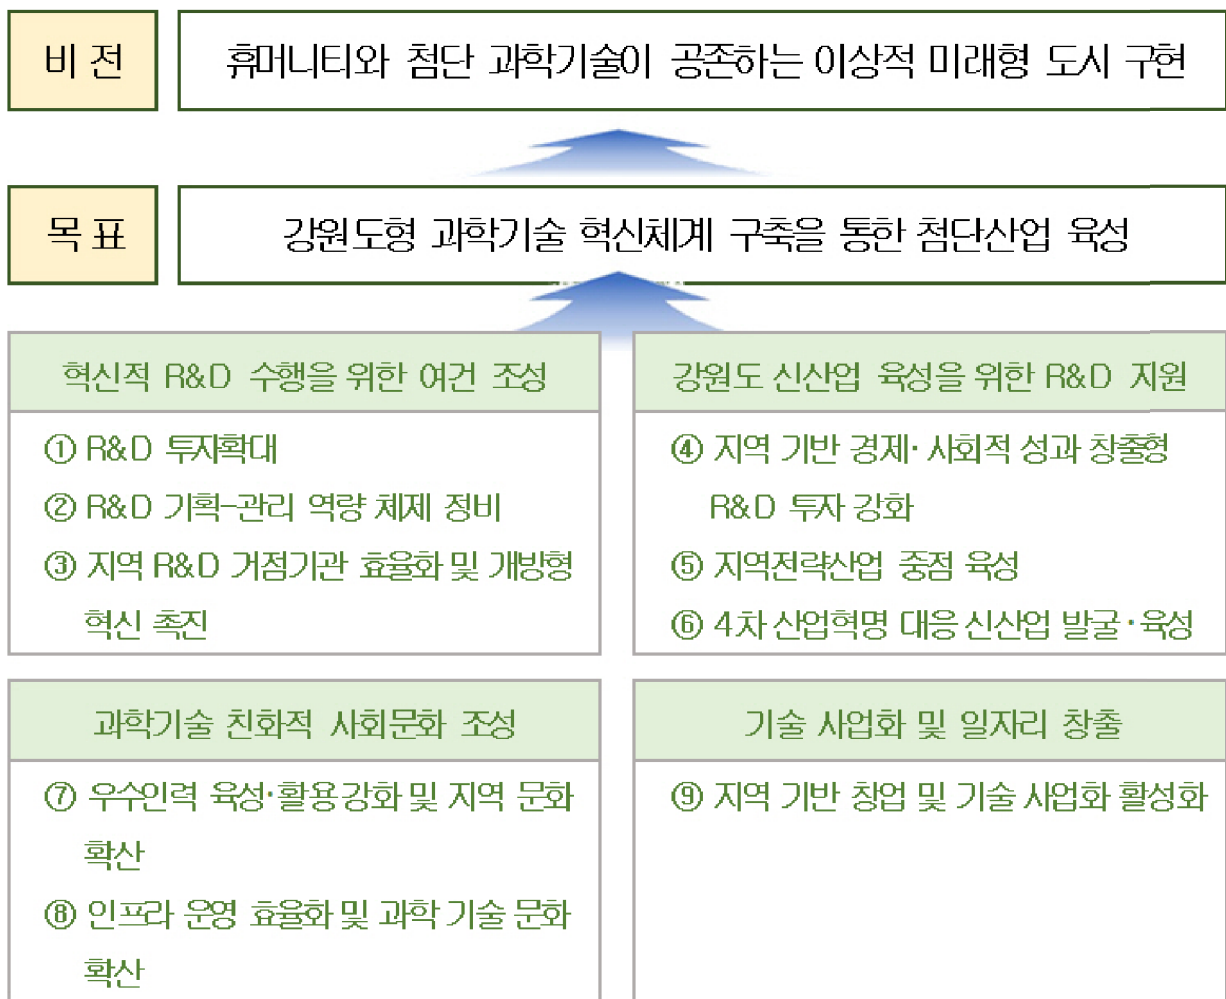 비 전
휴머니티와 첨단 과학기술이 공존하는 이상적 미래형 도시 구현
목 표
강원도형 과학기술 혁신체계 구축을 통한 첨단산업 육성
혁신적 R&D 수행을 위한 여건 조성
① R&D 투자확대
② R&D 기획-관리 역량 체제 정비
③ 지역 R&D 거점기관 효율화 및 개방형
혁신 촉진
강원도 신산업 육성을 위한 R&D 지원
④ 지역 기반 경제·사회적 성과 창출형
R&D 투자 강화
⑤ 지역전략산업 중점 육성
⑥ 4차 산업혁명 대응 신산업 발굴·육성
과학기술 친화적 사회문화 조성
⑦ 우수인력 육성·활용강화 및 지역 문화
확산
⑧ 인프라 운영 효율화 및 과학 기술 문화
확산
기술 사업화 및 일자리 창출
⑨ 지역 기반 창업 및 기술 사업화 활성화